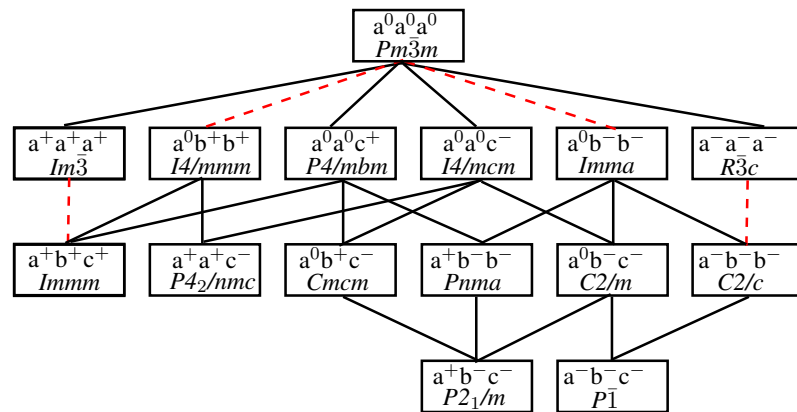 a⁰a⁰a⁰
Pm3̄m
a⁺a⁺a⁺
Im3̄
a⁰b⁺b⁺
I4/mmm
a⁰a⁰c⁺
P4/mbm
a⁰a⁰c⁻
I4/mcm
a⁰b⁻b⁻
Imma
a⁻a⁻a⁻
R3̄c
a⁺b⁺c⁺
Immm
a⁺a⁺c⁻
P4₂/nmc
a⁰b⁺c⁻
Cmcm
a⁺b⁻b⁻
Pnma
a⁰b⁻c⁻
C2/m
a⁻b⁻b⁻
C2/c
a⁺b⁻c⁻
P2₁/m
a⁻b⁻c⁻
P1̄